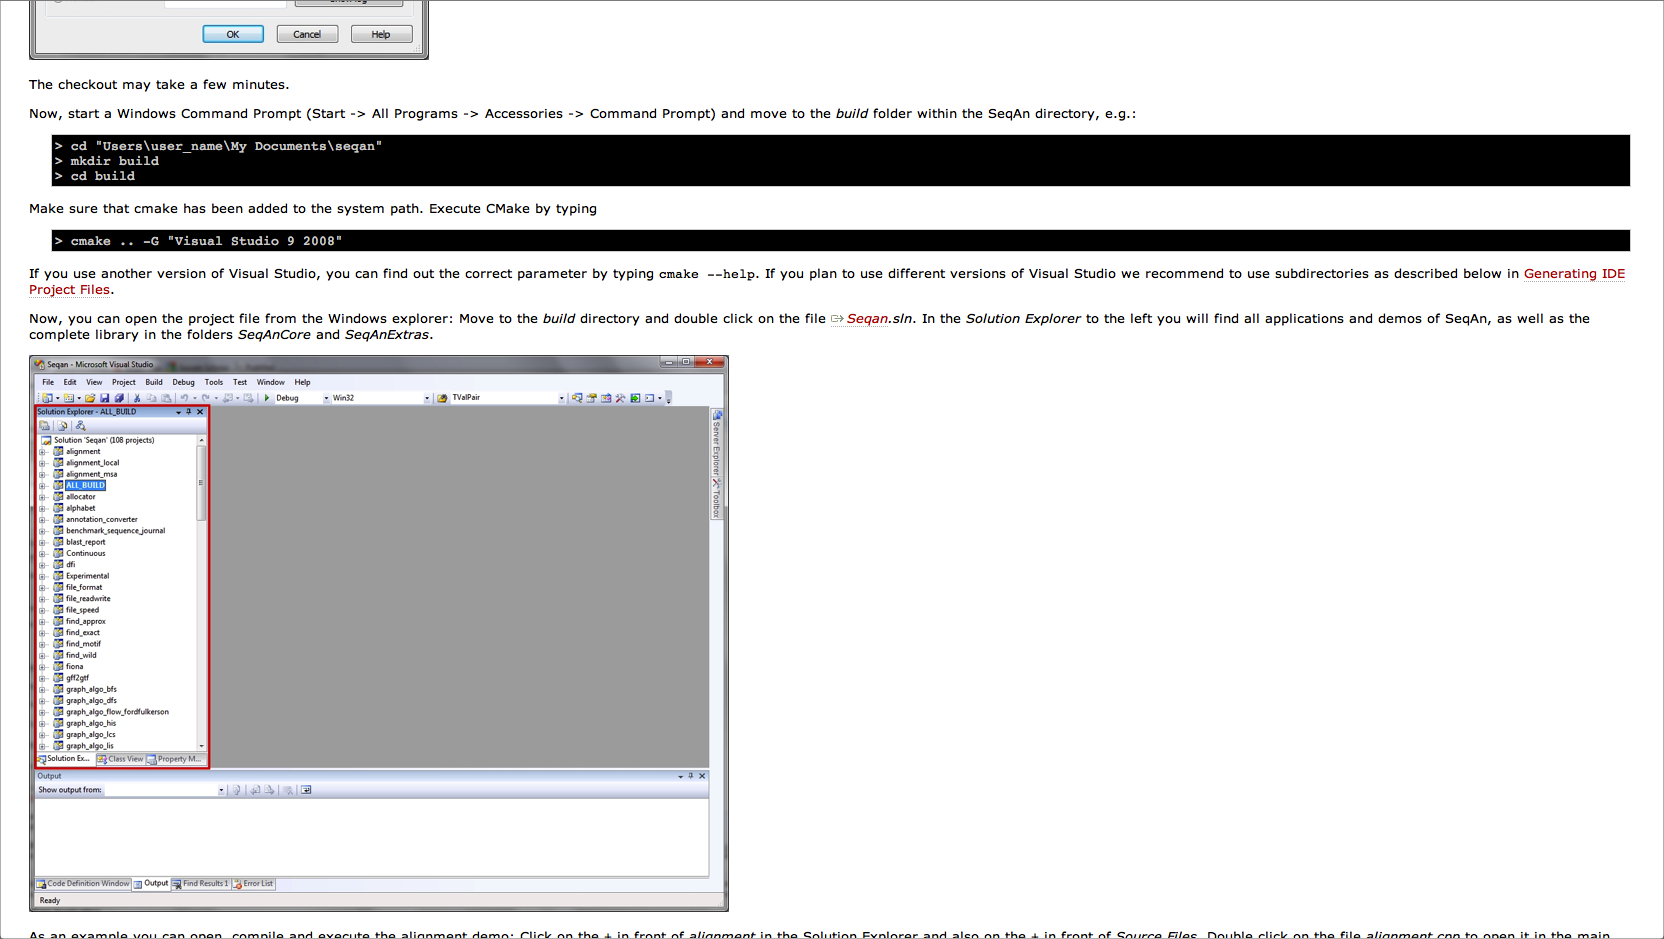 OK Cancel Help
The checkout may take a few minutes.
Now, start a Windows Command Prompt (Start -> All Programs -> Accessories -> Command Prompt) and move to the build folder within the SeqAn directory, e.g.:
> cd "Users\user_name\My Documents\seqan"
> mkdir build
> cd build
Make sure that cmake has been added to the system path. Execute CMake by typing
> cmake .. -G "Visual Studio 9 2008"
If you use another version of Visual Studio, you can find out the correct parameter by typing cmake --help. If you plan to use different versions of Visual Studio we recommend to use subdirectories as described below in Generating IDE
Project Files.
Now, you can open the project file from the Windows explorer: Move to the build directory and double click on the file Seqan.sln. In the Solution Explorer to the left you will find all applications and demos of SeqAn, as well as the
complete library in the folders SeqAnCore and SeqAnExtras.
Seqan - Microsoft Visual Studio
File Edit View Project Build Debug Tools Test Window Help
Debug Win32 TValPair
Solution Explorer - ALL_BUILD
Solution 'Seqan' (108 projects)
alignment
alignment_local
alignment_msa
ALL_BUILD
allocator
alphabet
annotation_converter
benchmark_sequence_journal
blast_report
Continuous
dfi
Experimental
file_format
file_readwrite
file_speed
find_approx
find_exact
find_motif
find_wild
fiona
gff2gtf
graph_algo_bfs
graph_algo_dfs
graph_algo_flow_fordfulkerson
graph_algo_his
graph_algo_lcs
graph_algo_lis
Solution Ex... Class View Property M...
Server Explorer
Toolbox
Output
Show output from:
Code Definition Window Output Find Results 1 Error List
Ready
As an example you can open, compile and execute the alignment demo: Click on the + in front of alignment in the Solution Explorer and also on the + in front of Source Files. Double click on the file alignment.cpp to open it in the main